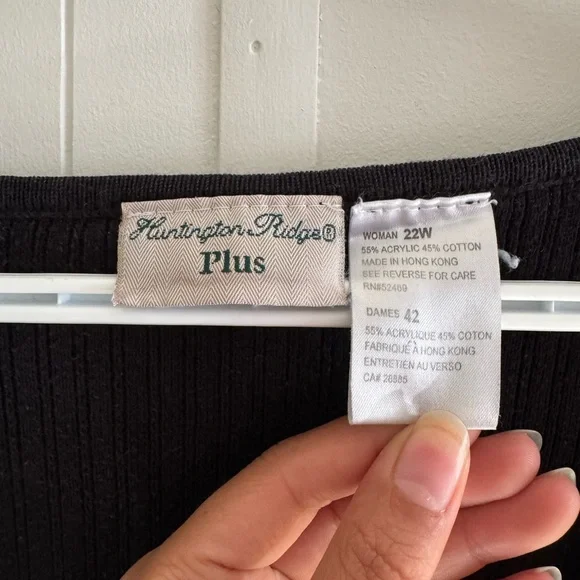 Huntington Ridge®
Plus
WOMAN 22W
55% ACRYLIC 45% COTTON
MADE IN HONG KONG
SEE REVERSE FOR CARE
RN#52469
DAMES 42
55% ACRYLIQUE 45% COTON
FABRIQUÉ À HONG KONG
ENTRETIEN AU VERSO
CA# 26885